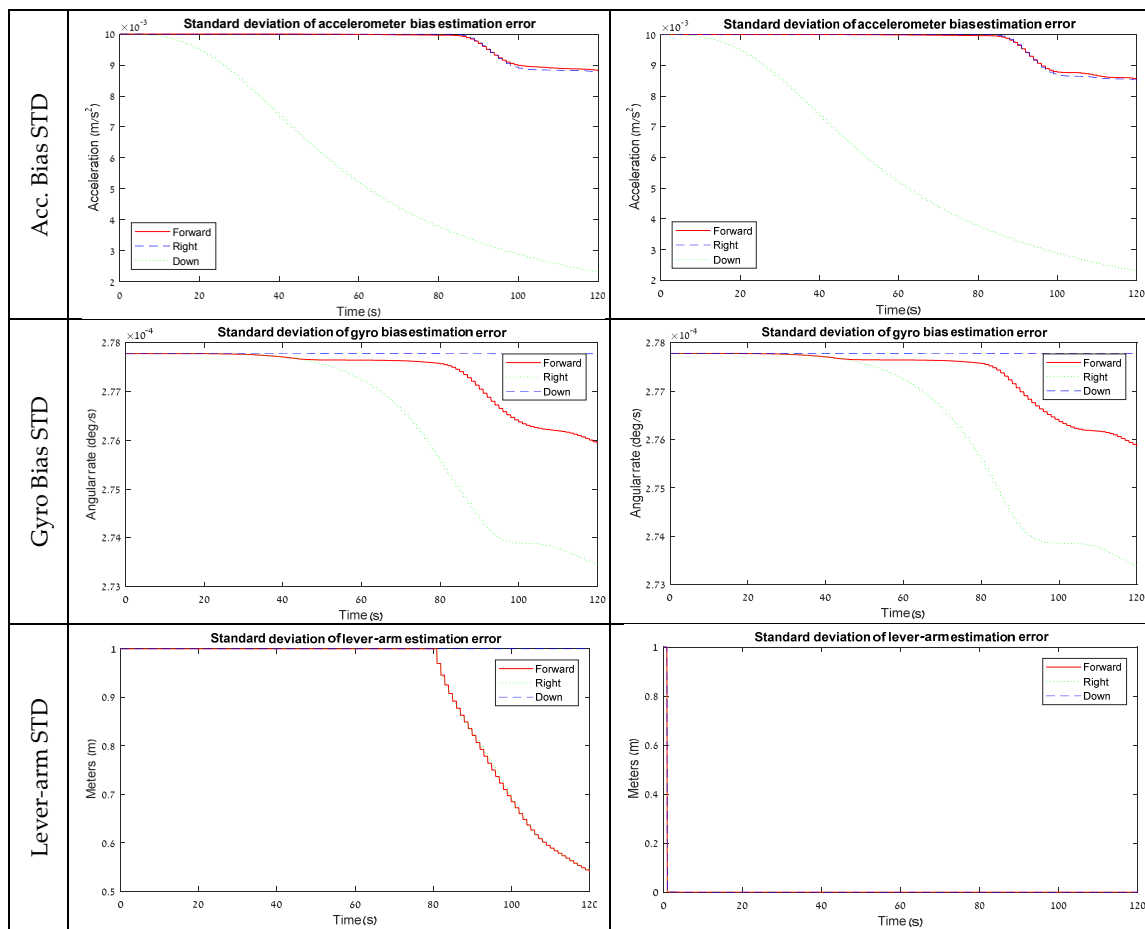 Acc. Bias STD
Standard deviation of accelerometer bias estimation error
×10⁻³
10
9
8
7
6
5
4
3
2
Acceleration (m/s²)
Forward
Right
Down
0 20 40 60 80 100 120
Time(s)
Standard deviation of accelerometer bias estimation error
×10⁻³
10
9
8
7
6
5
4
3
2
Acceleration (m/s²)
Forward
Right
Down
0 20 40 60 80 100 120
Time(s)
Gyro Bias STD
Standard deviation of gyro bias estimation error
×10⁻⁴
2.78
2.77
2.76
2.75
2.74
2.73
Angular rate (deg/s)
Forward
Right
Down
0 20 40 60 80 100 120
Time(s)
Standard deviation of gyro bias estimation error
×10⁻⁴
2.78
2.77
2.76
2.75
2.74
2.73
Angular rate (deg/s)
Forward
Right
Down
0 20 40 60 80 100 120
Time(s)
Lever-arm STD
Standard deviation of lever-arm estimation error
1
0.9
0.8
0.7
0.6
0.5
Meters (m)
Forward
Right
Down
0 20 40 60 80 100 120
Time(s)
Standard deviation of lever-arm estimation error
1
0.8
0.6
0.4
0.2
0
Meters (m)
Forward
Right
Down
0 20 40 60 80 100 120
Time(s)